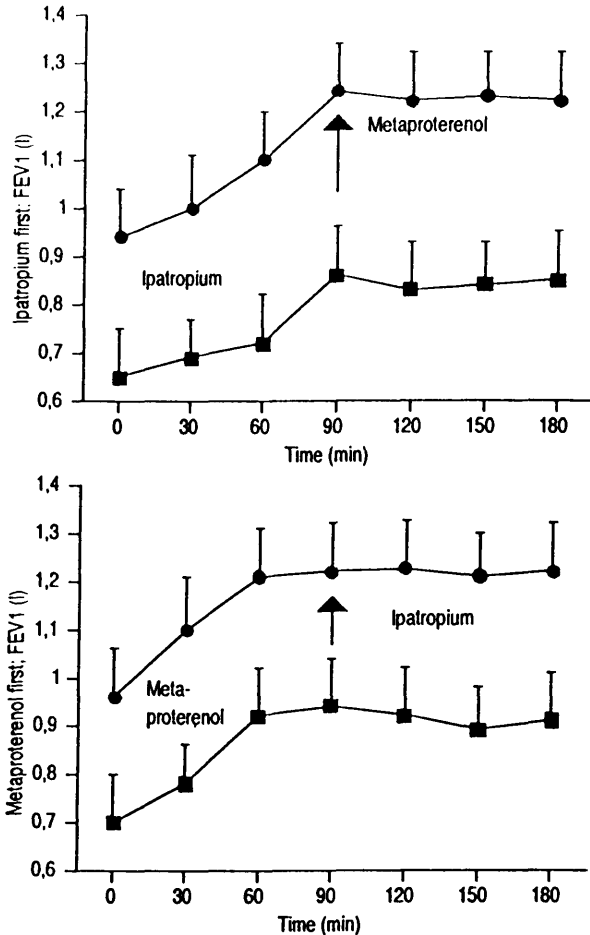 1,4
1,3
1,2
1,1
1
0,9
0,8
0,7
0,6
Ipatropium first: FEV1 (l)
Metaproterenol
Ipatropium
0 30 60 90 120 150 180
Time (min)
1,4
1,3
1,2
1,1
1
0,9
0,8
0,7
0,6
Metaproterenol first; FEV1 (l)
Ipatropium
Meta-
proterenol
0 30 60 90 120 150 180
Time (min)